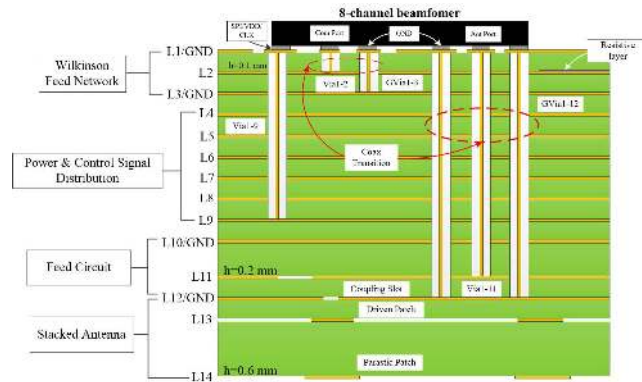 8-channel beamfomer
SPI,VDD,
CLK
Com Port
GND
Ant Port
Resistive
layer
L1/GND
Wilkinson
Feed Network
h=0.1 mm
L2
Via1-2
GVia1-3
GVia1-12
L3/GND
L4
L5
L6
L7
L8
L9
Coax
Transition
Power & Control Signal
Distribution
L10/GND
Feed Circuit
L11
h=0.2 mm
Coupling Slot
Via1-11
L12/GND
Driven Patch
Stacked Antenna
L13
Parastic Patch
L14
h=0.6 mm